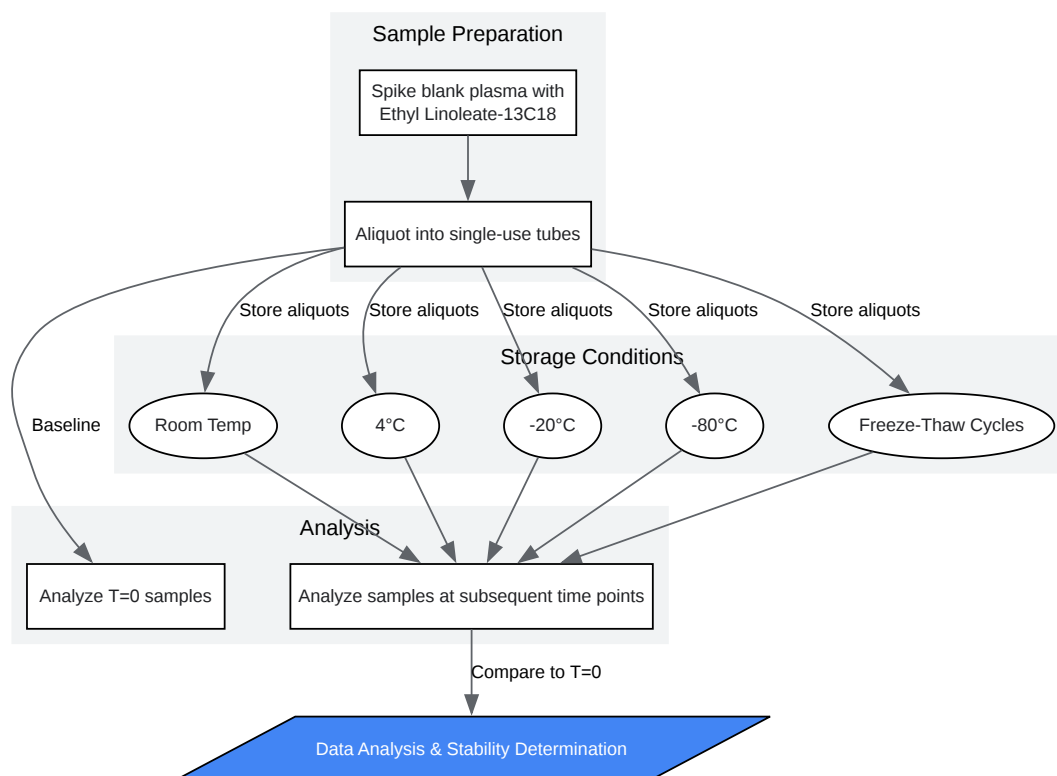 Sample Preparation
Spike blank plasma with
Ethyl Linoleate-13C18
Aliquot into single-use tubes
Store aliquots
Store aliquots
Store aliquots
Store aliquots
Store aliquots
Storage Conditions
Baseline
Room Temp
4°C
-20°C
-80°C
Freeze-Thaw Cycles
Analysis
Analyze T=0 samples
Analyze samples at subsequent time points
Compare to T=0
Data Analysis & Stability Determination